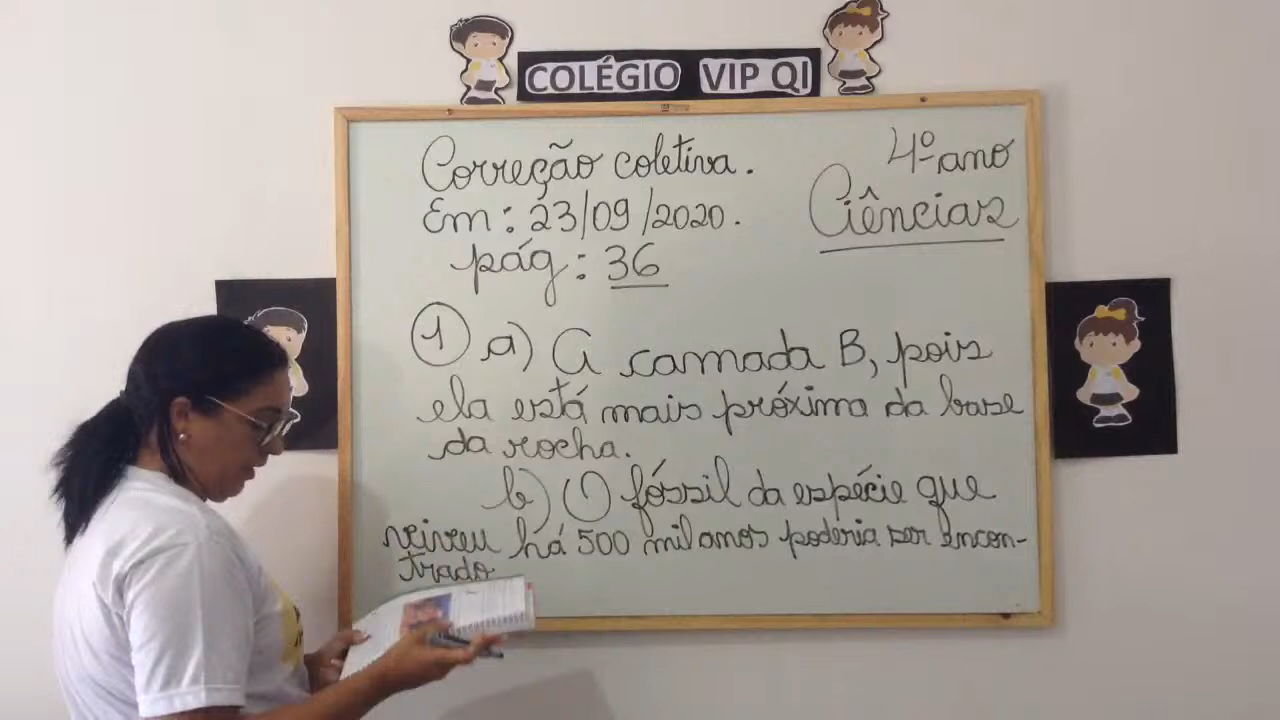 COLÉGIO VIP QI
Correção coletiva.
4º ano
Em: 23/09/2020.
Ciências
pág: 36
1 a) A camada B, pois
ela está mais próxima da base
da rocha.
b) O fóssil da espécie que
viveu há 500 mil anos poderia ser encon-
trado